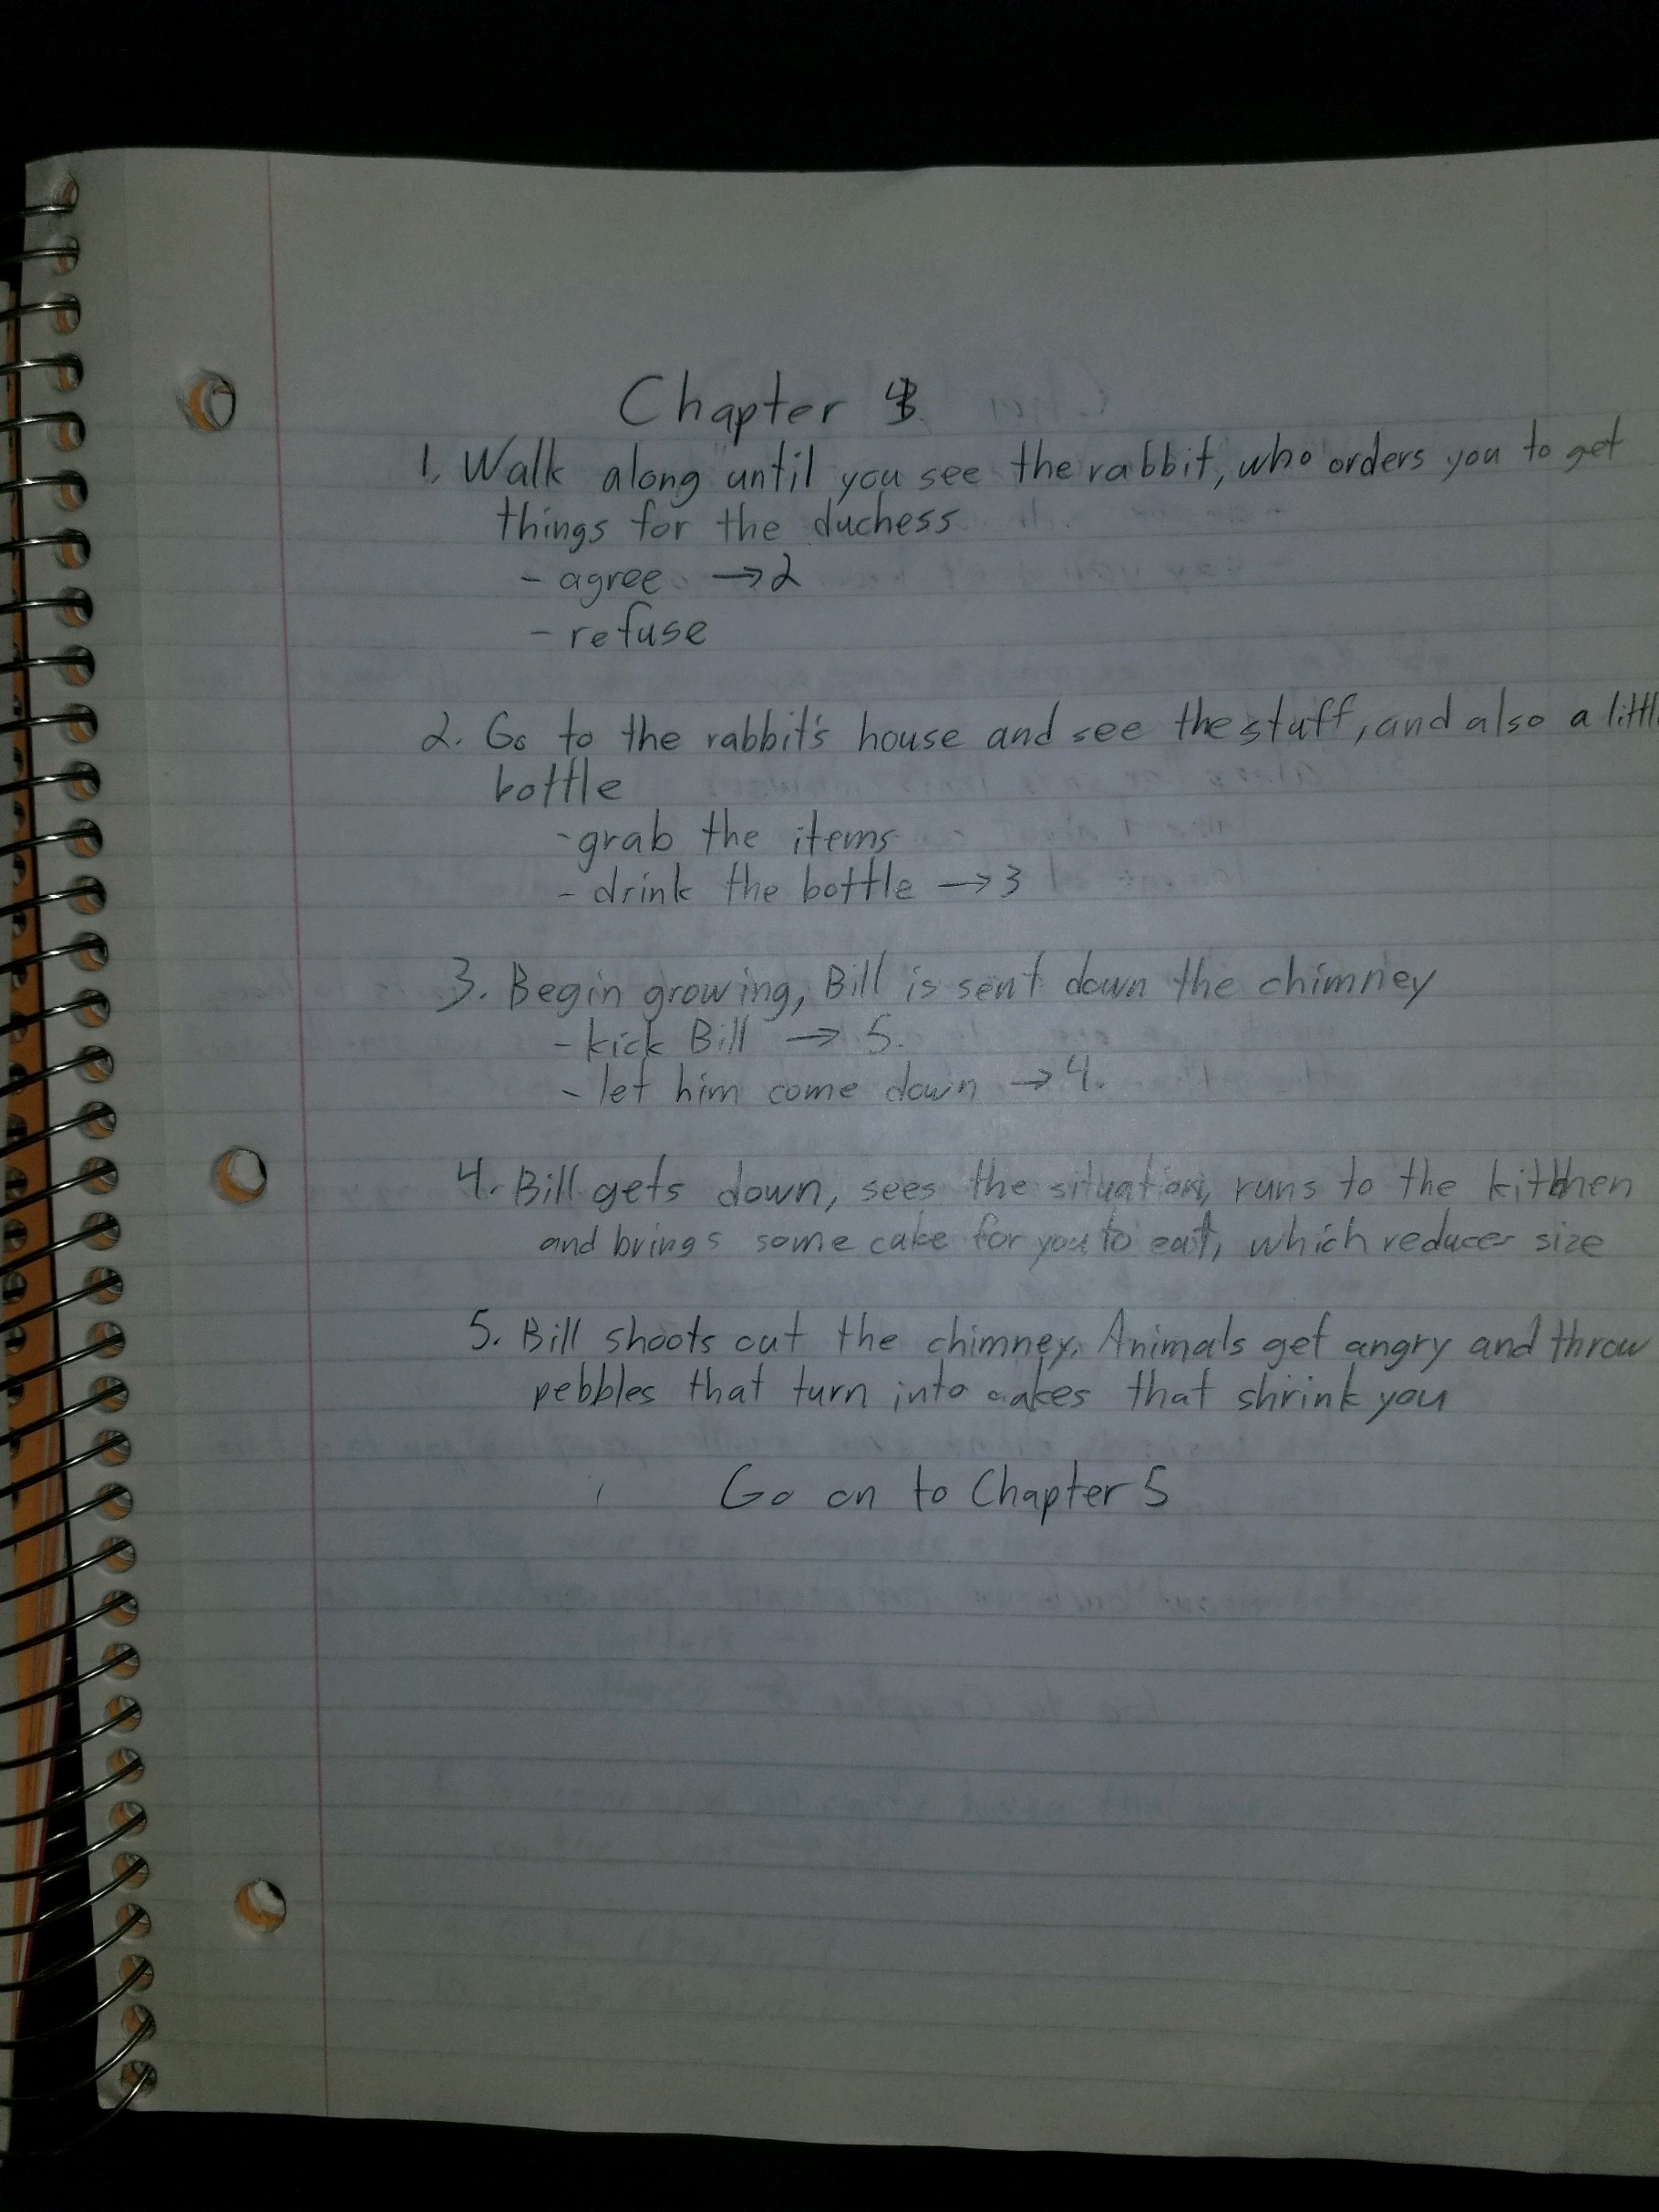 Chapter 4
1. Walk along until you see the rabbit, who orders you to get
things for the duchess
- agree → 2
- refuse
2. Go to the rabbit's house and see the stuff, and also a little
bottle
- grab the items
- drink the bottle → 3
3. Begin growing, Bill is sent down the chimney
- kick Bill → 5.
- let him come down → 4.
4. Bill gets down, sees the situation, runs to the kitchen
and brings some cake for you to eat, which reduces size
5. Bill shoots out the chimney. Animals get angry and throw
pebbles that turn into cakes that shrink you
Go on to Chapter 5